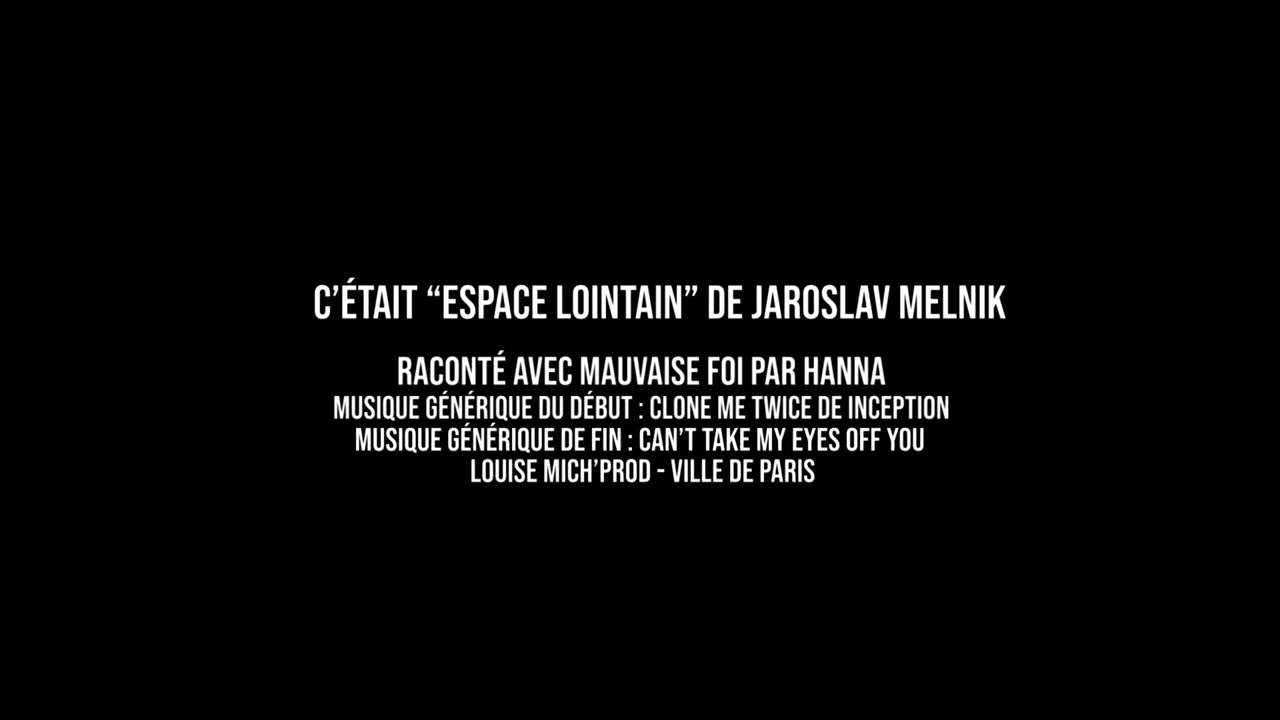 C'ÉTAIT “ESPACE LOINTAIN” DE JAROSLAV MELNIK
RACONTÉ AVEC MAUVAISE FOI PAR HANNA
MUSIQUE GÉNÉRIQUE DU DÉBUT : CLONE ME TWICE DE INCEPTION
MUSIQUE GÉNÉRIQUE DE FIN : CAN'T TAKE MY EYES OFF YOU
LOUISE MICH'PROD - VILLE DE PARIS